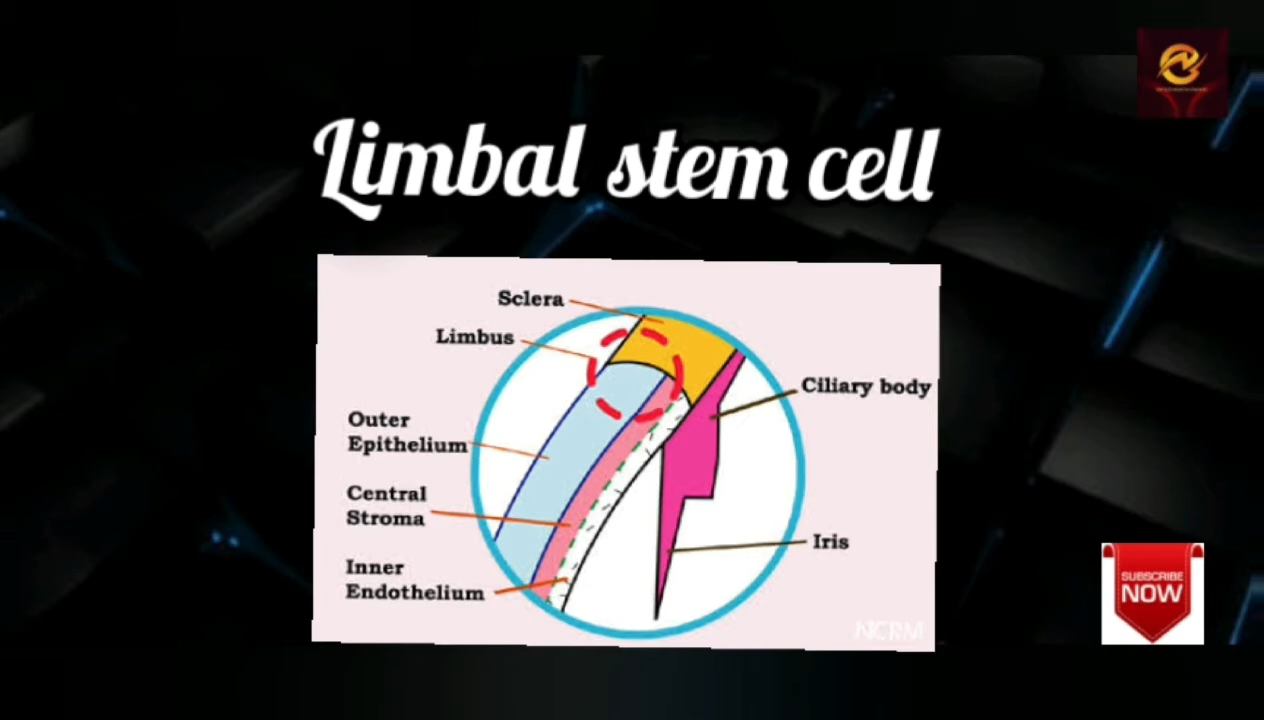 Limbal stem cell
Sclera
Limbus
Ciliary body
Outer
Epithelium
Central
Stroma
Iris
Inner
Endothelium
NCRM
SUBSCRIBE
NOW